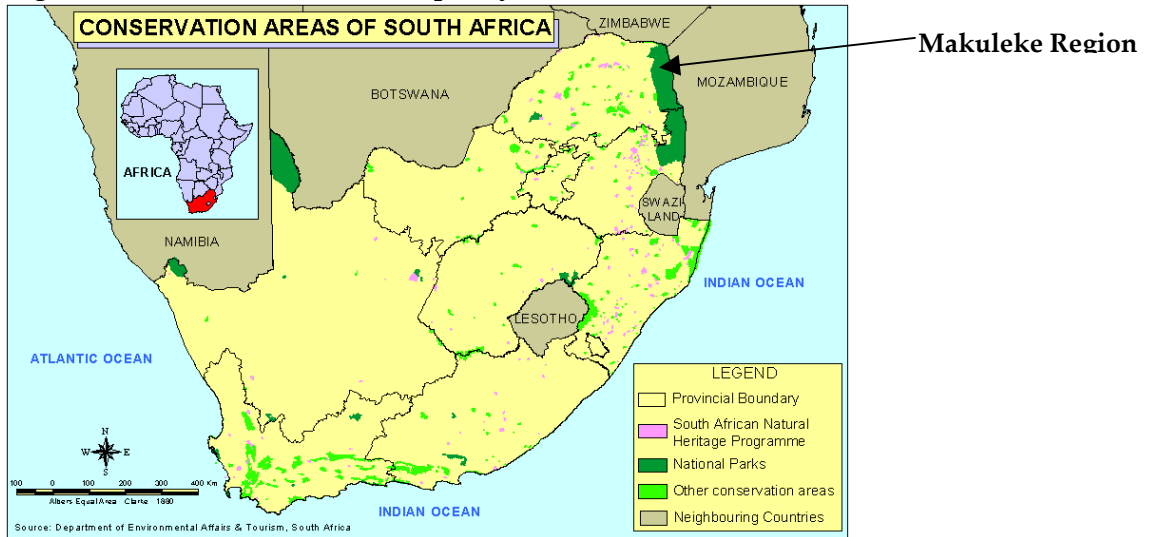 CONSERVATION AREAS OF SOUTH AFRICA
ZIMBABWE
Makuleke Region
MOZAMBIQUE
BOTSWANA
AFRICA
SWAZI
LAND
NAMIBIA
INDIAN OCEAN
LESOTHO
ATLANTIC OCEAN
LEGEND
Provincial Boundary
South African Natural
Heritage Programme
National Parks
Other conservation areas
Neighbouring Countries
N
W
E
S
100 0 100 200 300 400 Km
Albers Equal Area Clarke 1880
INDIAN OCEAN
Source: Department of Environmental Affairs & Tourism, South Africa